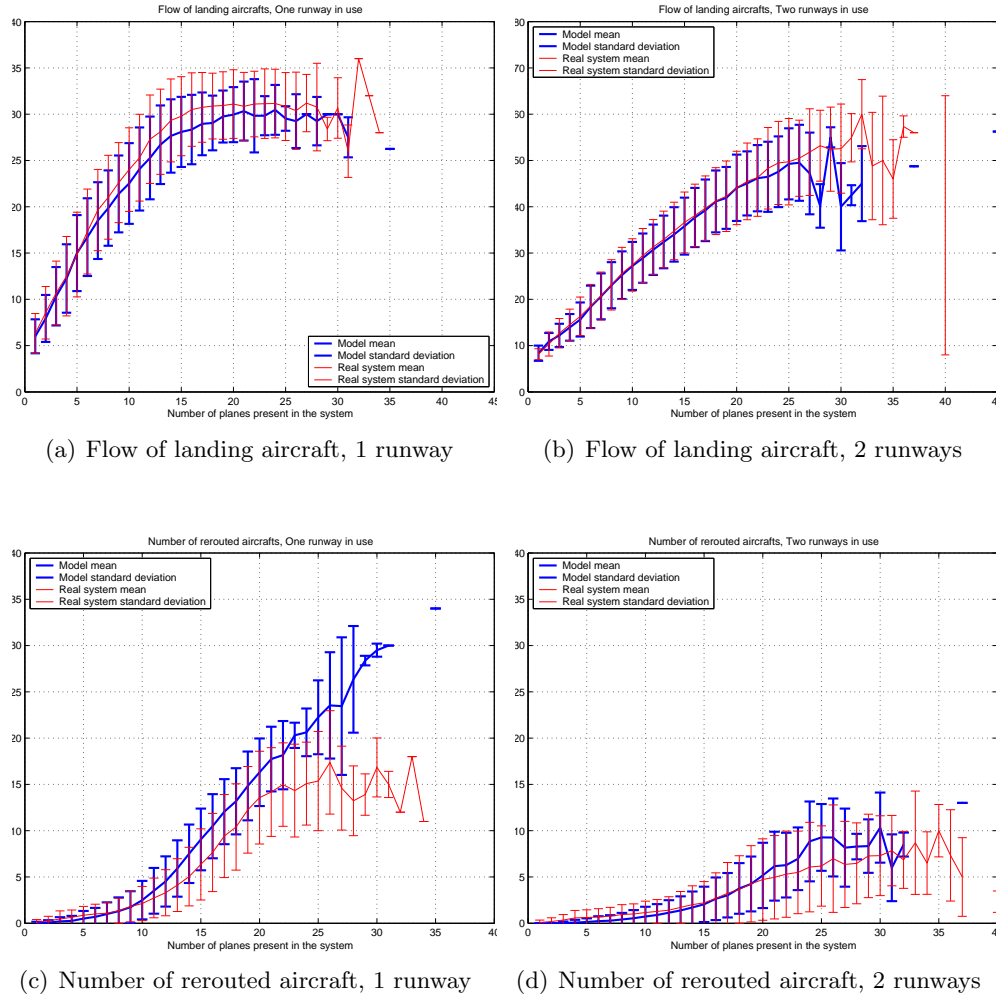 Flow of landing aircrafts, One runway in use
35
30
25
20
15
10
5
0
Model mean
Model standard deviation
Real system mean
Real system standard deviation
0 5 10 15 20 25 30 35 40
Number of planes present in the system
(a) Flow of landing aircraft, 1 runway
Flow of landing aircrafts, Two runways in use
Model mean
Model standard deviation
Real system mean
Real system standard deviation
70
60
50
40
30
20
10
0
0 5 10 15 20 25 30 35 40
Number of planes present in the system
(b) Flow of landing aircraft, 2 runways
Number of rerouted aircrafts, One runway in use
Model mean
Model standard deviation
Real system mean
Real system standard deviation
35
30
25
20
15
10
5
0
0 5 10 15 20 25 30 35 40
Number of planes present in the system
(c) Number of rerouted aircraft, 1 runway
Number of rerouted aircrafts, Two runways in use
Model mean
Model standard deviation
Real system mean
Real system standard deviation
35
30
25
20
15
10
5
0
0 5 10 15 20 25 30 35
Number of planes present in the system
(d) Number of rerouted aircraft, 2 runways